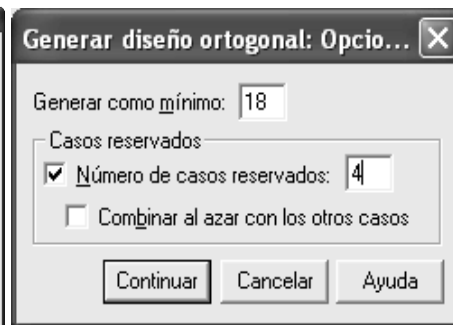 Generar diseño ortogonal: Opcio...
Generar como mínimo: 18
Casos reservados
Número de casos reservados: 4
Combinar al azar con los otros casos
Continuar Cancelar Ayuda